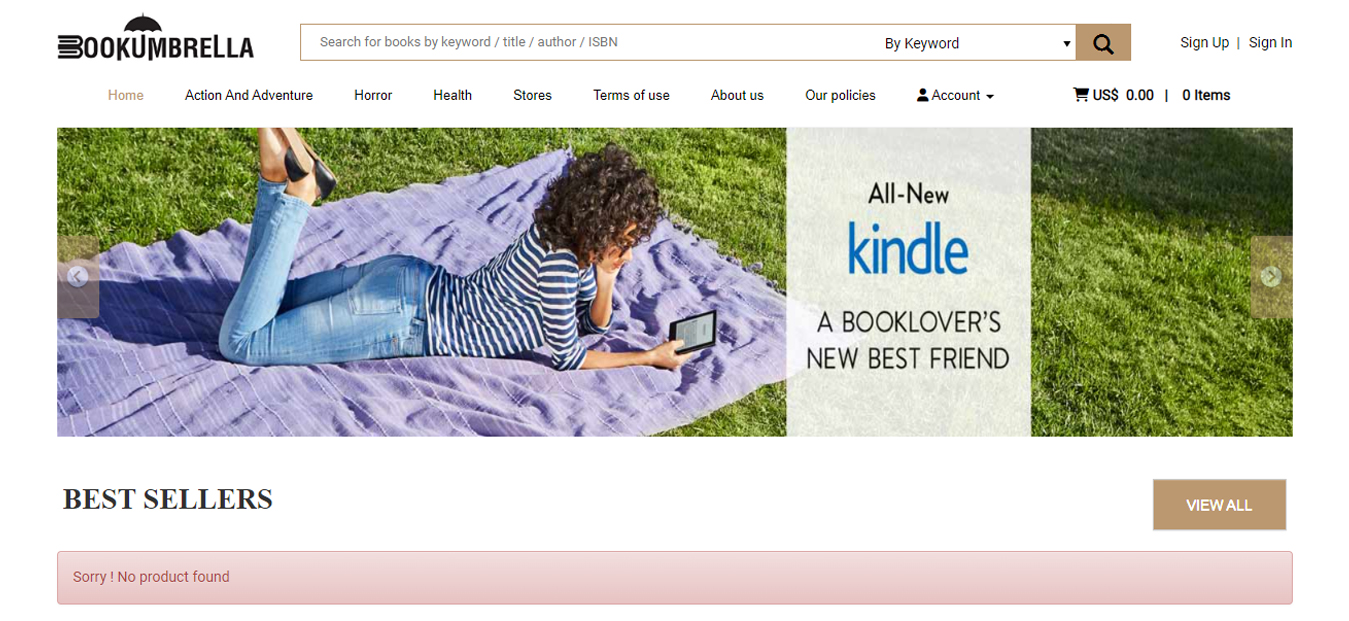 BOOKUMBRELLA
Search for books by keyword / title / author / ISBN
By Keyword
Sign Up | Sign In
Home Action And Adventure Horror Health Stores Terms of use About us Our policies Account US$ 0.00 | 0 Items
All-New
kindle
A BOOKLOVER'S
NEW BEST FRIEND
BEST SELLERS
VIEW ALL
Sorry ! No product found